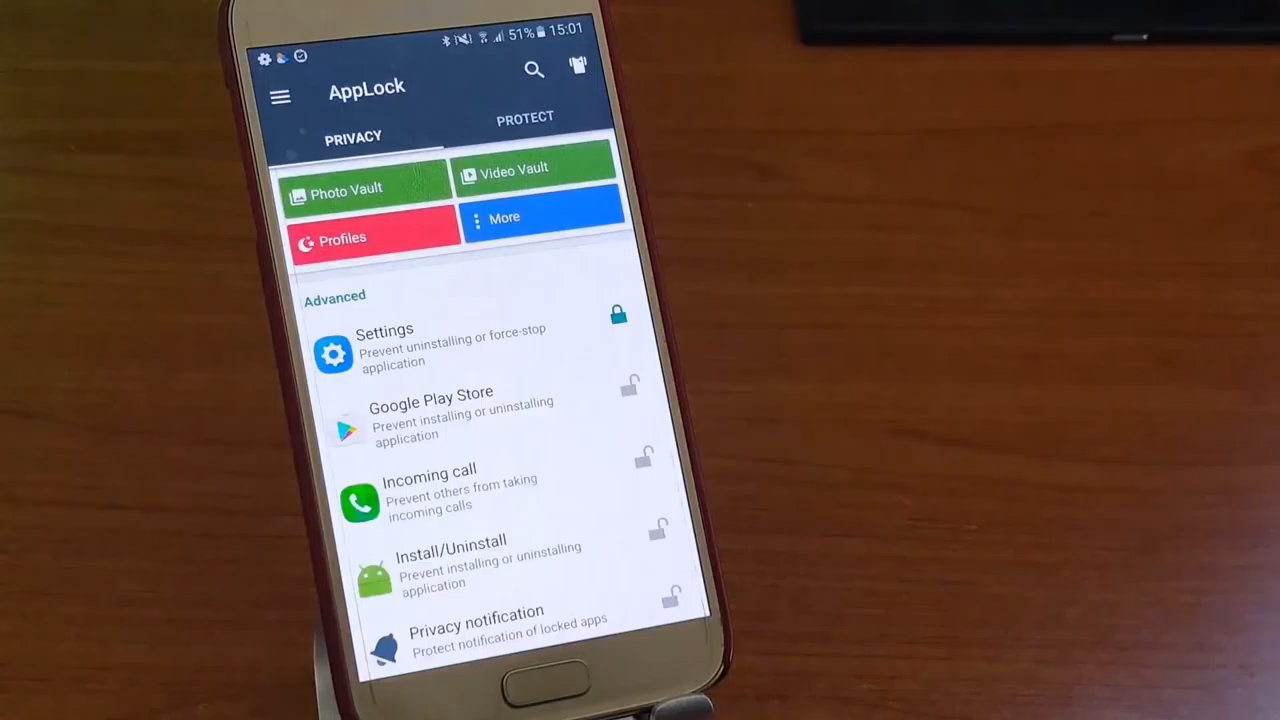 51% 15:01
AppLock
PRIVACY
PROTECT
Photo Vault
Video Vault
Profiles
More
Advanced
Settings
Prevent uninstalling or force-stop
application
Google Play Store
Prevent installing or uninstalling
application
Incoming call
Prevent others from taking
incoming calls
Install/Uninstall
Prevent installing or uninstalling
application
Privacy notification
Protect notification of locked apps